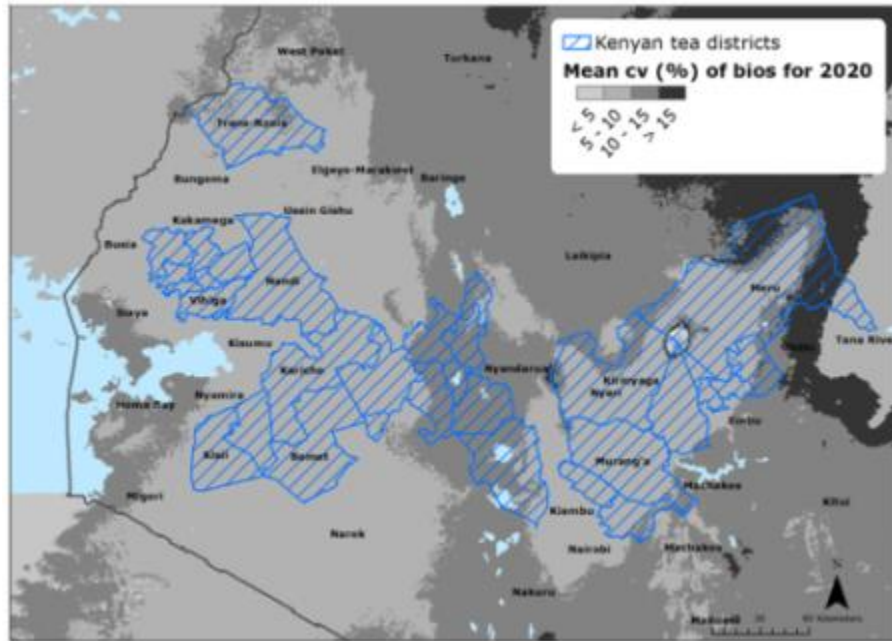 West Pokot
Turkana
Kenyan tea districts
Mean cv (%) of bios for 2020
< 5
5 - 10
10 - 15
> 15
Trans-Nzoia
Bungoma
Elgeyo-Marakwet
Baringo
Kakamega
Uasin Gishu
Busia
Laikipia
Nandi
Meru
Vihiga
Siaya
Kisumu
Tana River
Kericho
Nyandarua
Nyamira
Kirinyaga
Nyeri
Homa Bay
Embu
Kisii
Bomet
Murang'a
Machakos
Migori
Kiambu
Kitui
Narok
Nairobi
Machakos
N
Nakuru
60 Kilometers